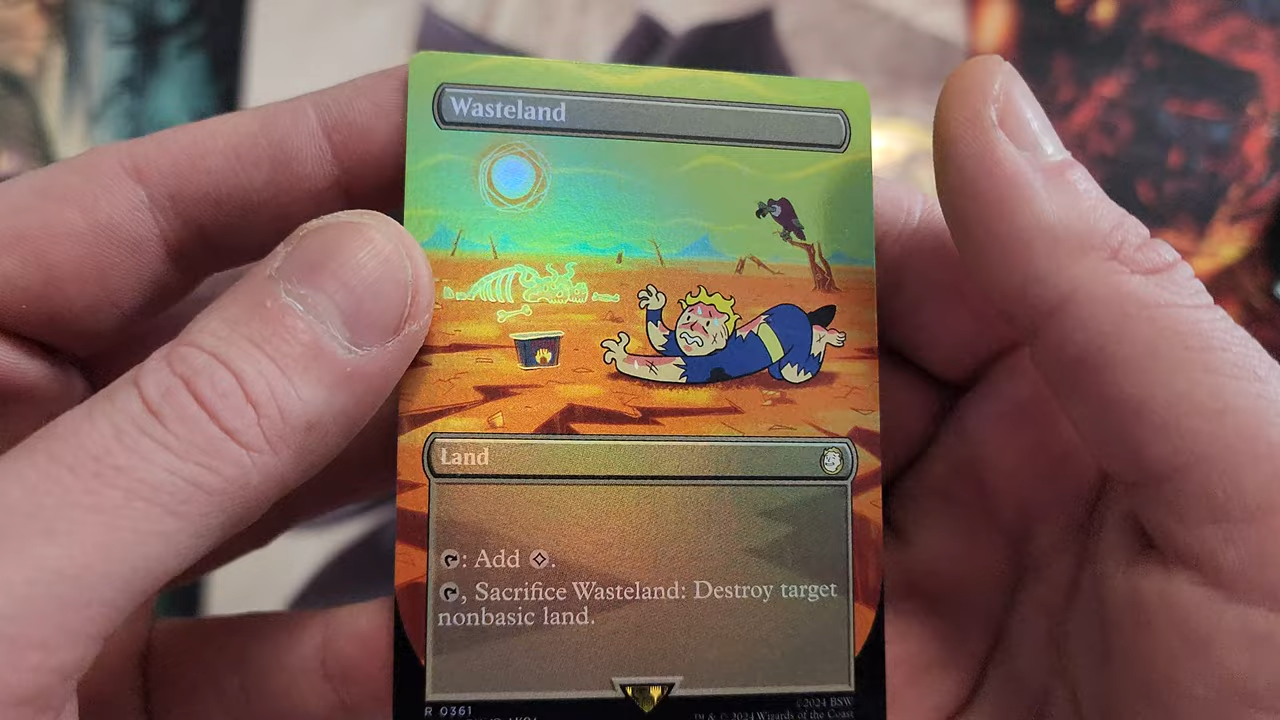 Wasteland
Land
: Add .
, Sacrifice Wasteland: Destroy target
nonbasic land.
R 0361
© 2024 BSW
© 2024 Wizards of the Coast